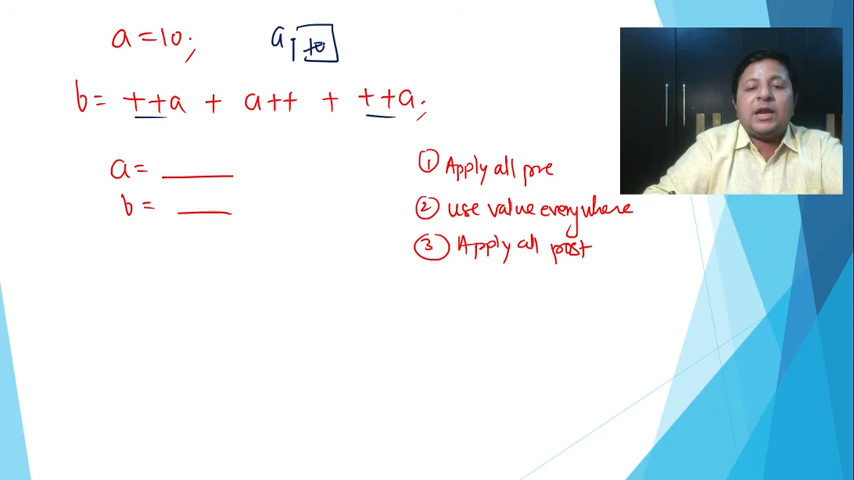 a = 10;
a 10
b = ++a + a++ + ++a;
a = ____
b = ____
① Apply all pre
② use value everywhere
③ Apply all post